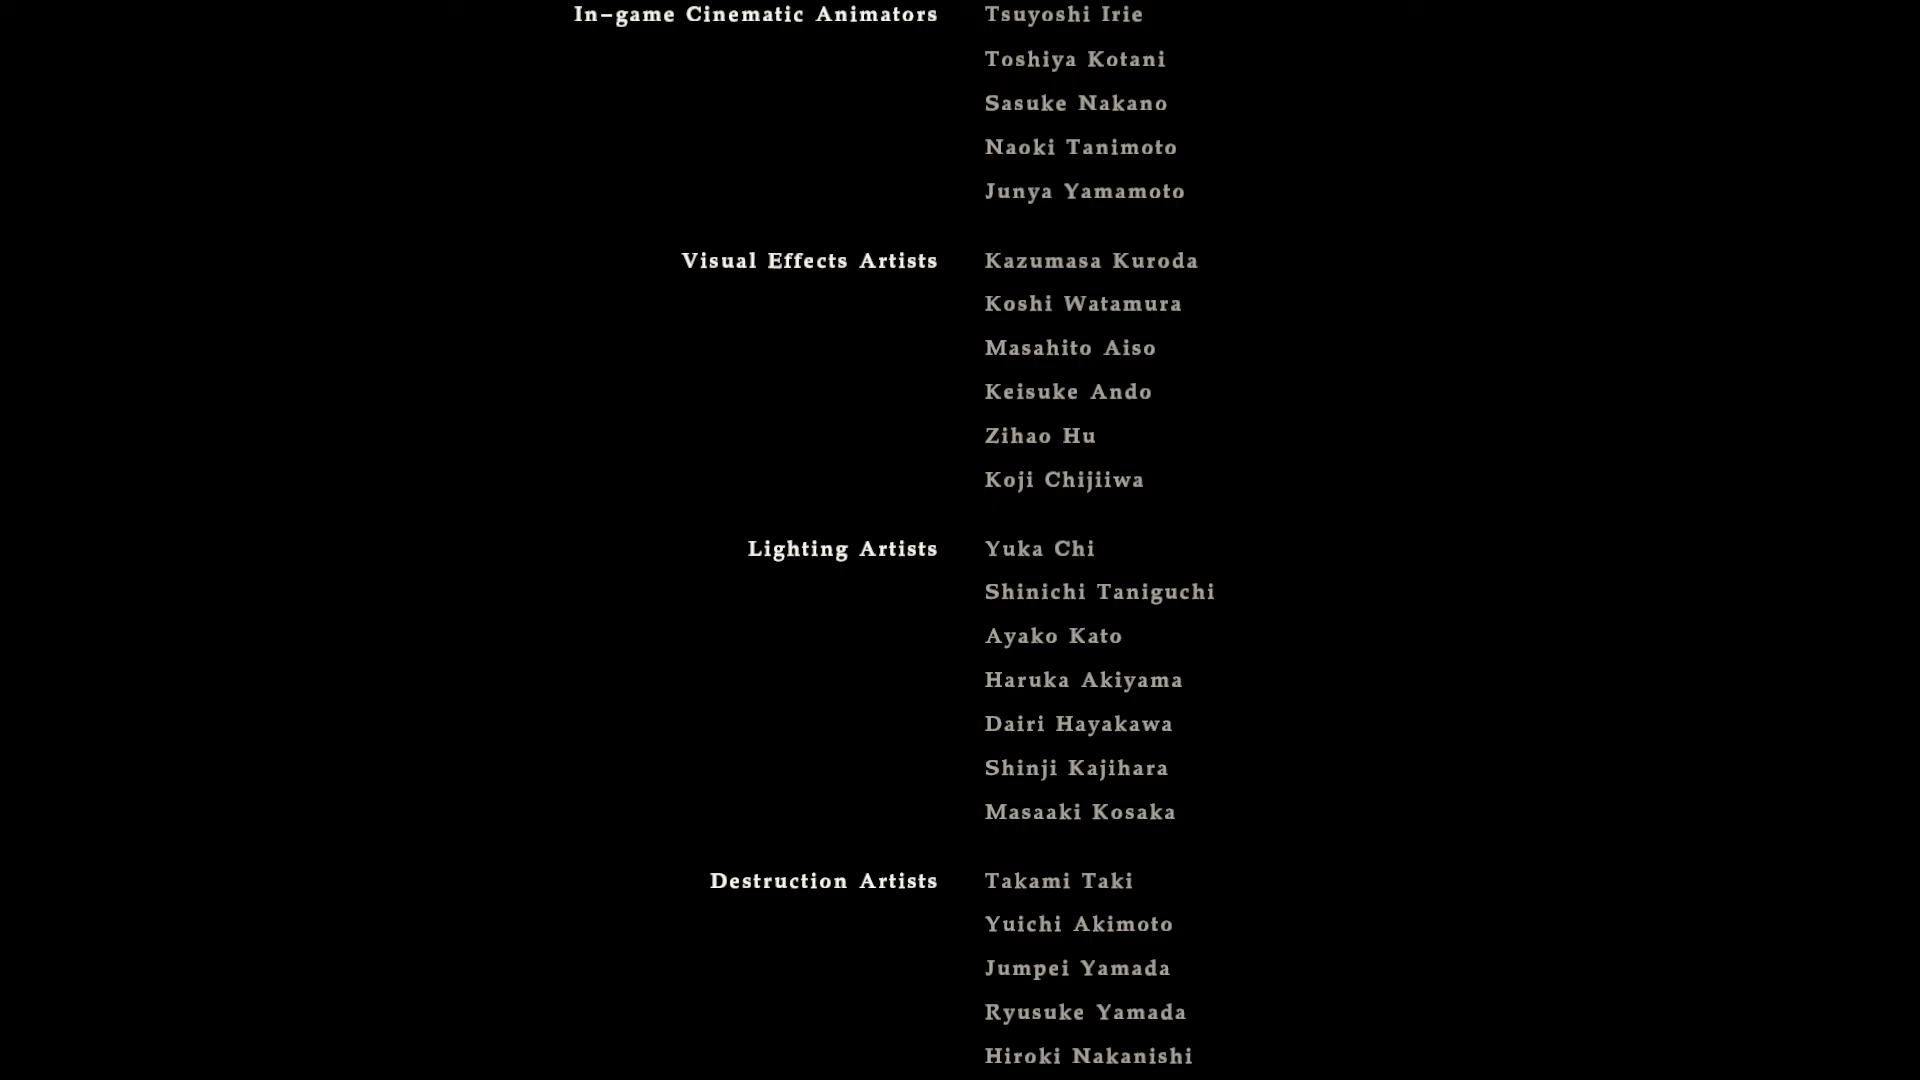 In-game Cinematic Animators Tsuyoshi Irie
Toshiya Kotani
Sasuke Nakano
Naoki Tanimoto
Junya Yamamoto
Visual Effects Artists Kazumasa Kuroda
Koshi Watamura
Masahito Aiso
Keisuke Ando
Zihao Hu
Koji Chijiiwa
Lighting Artists Yuka Chi
Shinichi Taniguchi
Ayako Kato
Haruka Akiyama
Dairi Hayakawa
Shinji Kajihara
Masaaki Kosaka
Destruction Artists Takami Taki
Yuichi Akimoto
Jumpei Yamada
Ryusuke Yamada
Hiroki Nakanishi